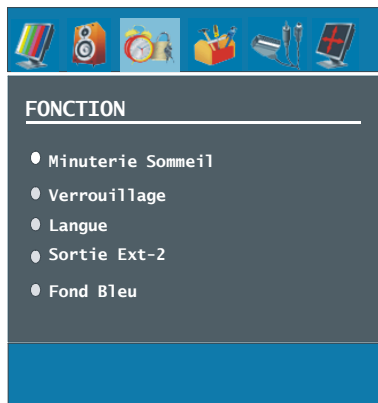 FONCTION
Minuterie Sommeil
Verrouillage
Langue
Sortie Ext-2
Fond Bleu